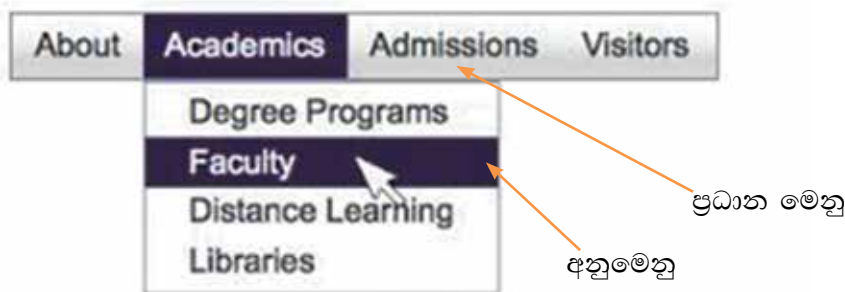 About Academics Admissions Visitors
Degree Programs
Faculty
Distance Learning
Libraries
ප්‍රධාන මෙනු
අනුමෙනු